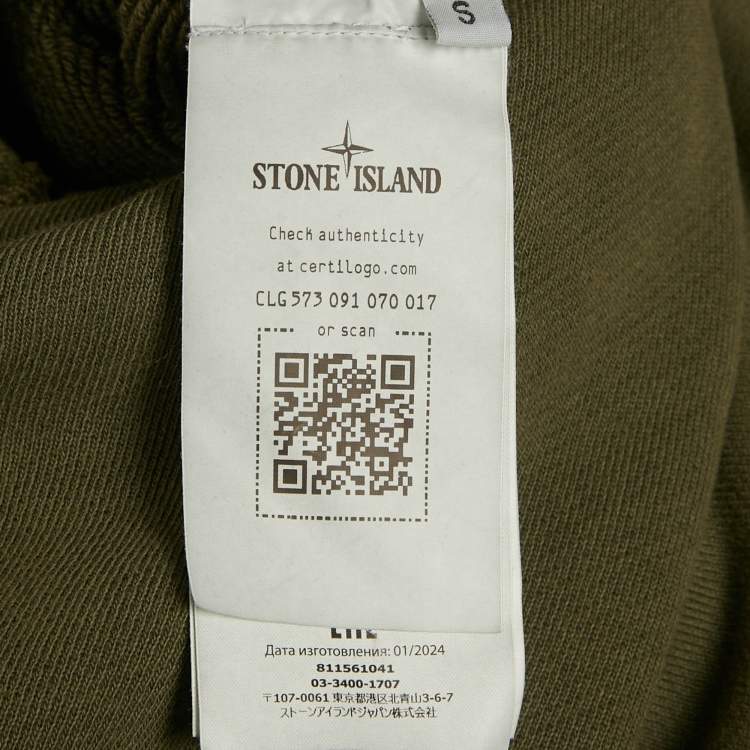 S
STONE ISLAND
Check authenticity
at certilogo.com
CLG 573 091 070 017
or scan
EAC
Дата изготовления: 01/2024
811561041
03-3400-1707
〒107-0061 東京都港区北青山3-6-7
ストーンアイランドジャパン株式会社